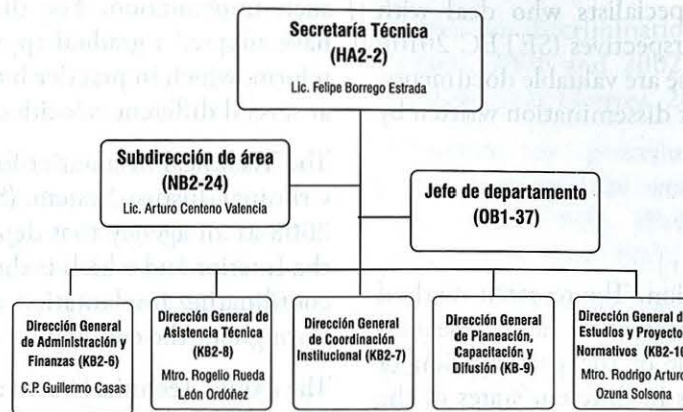 Secretaría Técnica
(HA2-2)
Lic. Felipe Borrego Estrada
Subdirección de área
(NB2-24)
Lic. Arturo Centeno Valencia
Jefe de departamento
(OB1-37)
Dirección General
de Administración y
Finanzas (KB2-6)
C.P. Guillermo Casas
Dirección General de
Asistencia Técnica
(KB2-8)
Mtro. Rogelio Rueda
León Ordóñez
Dirección General
de Coordinación
Institucional (KB2-7)
Dirección General
de Planeación,
Capacitación y
Difusión (KB-9)
Dirección General d
Estudios y Proyecto
Normativos (KB2-10
Mtro. Rodrigo Arturo
Ozuna Solsona